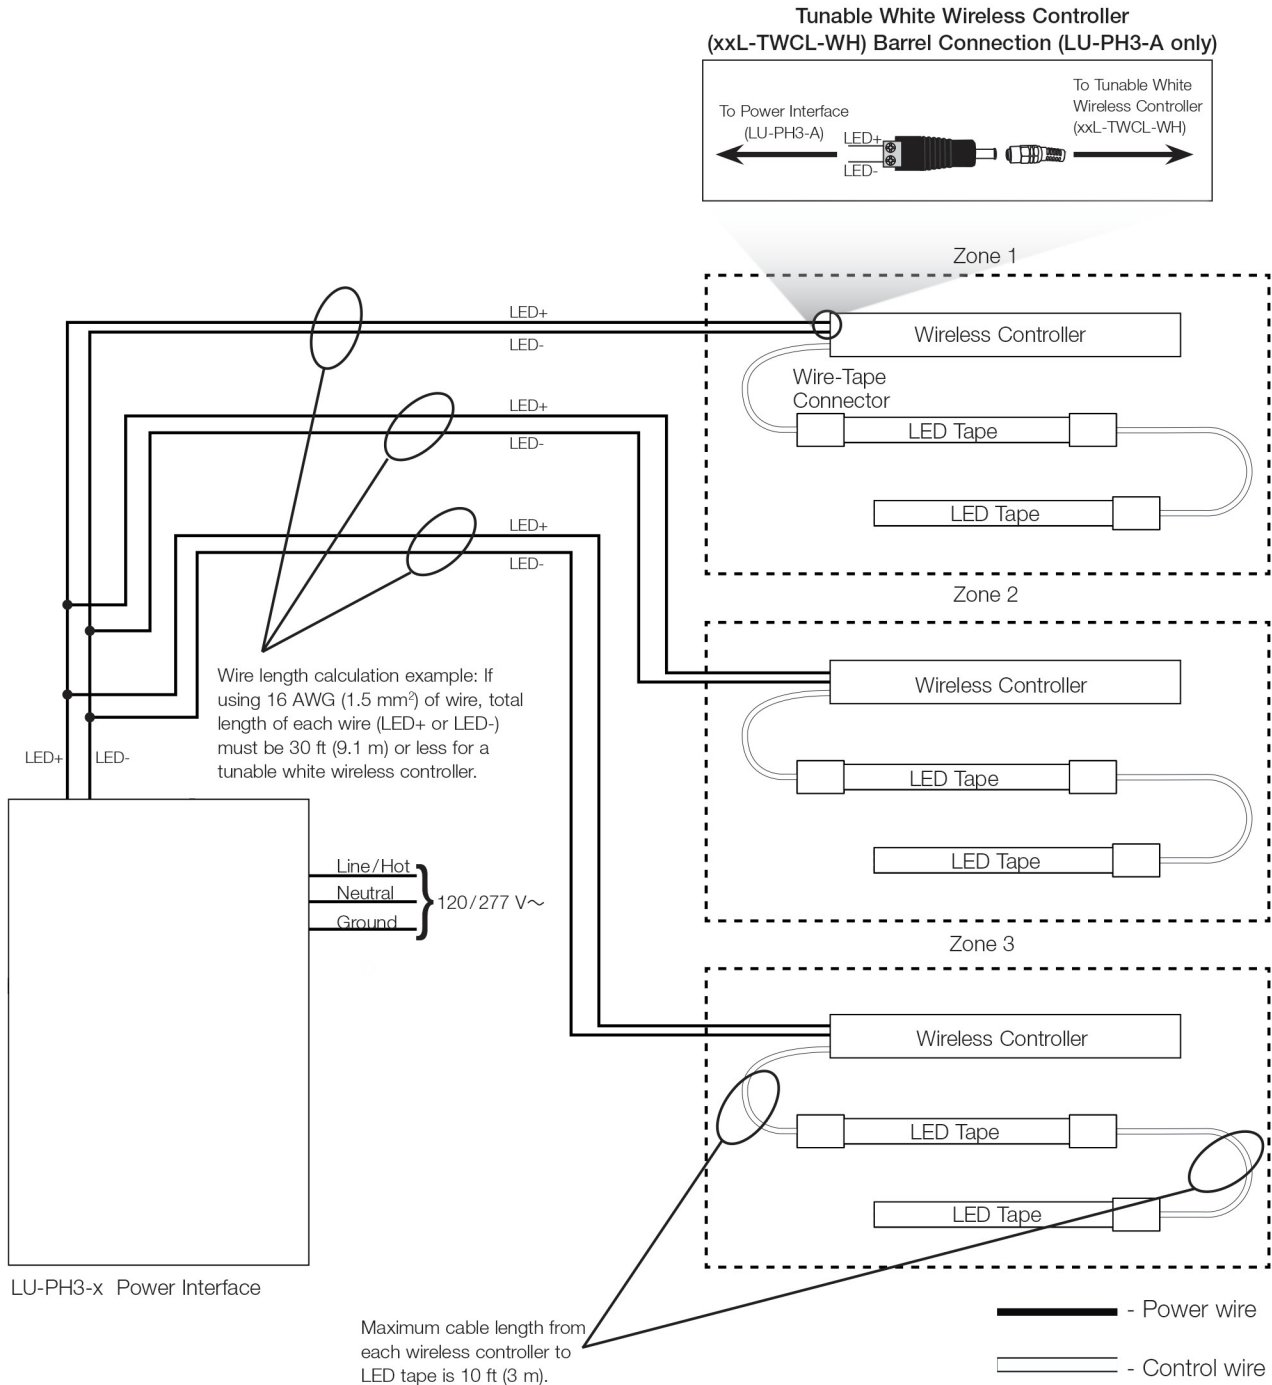 Tunable White Wireless Controller
(xxL-TWCL-WH) Barrel Connection (LU-PH3-A only)
To Power Interface
(LU-PH3-A)
LED+
LED-
To Tunable White
Wireless Controller
(xxL-TWCL-WH)
Zone 1
LED+
LED-
Wireless Controller
Wire-Tape
Connector
LED Tape
LED Tape
LED+
LED-
LED+
LED-
Zone 2
Wireless Controller
LED Tape
LED Tape
Wire length calculation example: If
using 16 AWG (1.5 mm²) of wire, total
length of each wire (LED+ or LED-)
must be 30 ft (9.1 m) or less for a
tunable white wireless controller.
LED+
LED-
Line/Hot
Neutral
Ground
120/277 V~
Zone 3
Wireless Controller
LED Tape
LED Tape
LU-PH3-x Power Interface
Maximum cable length from
each wireless controller to
LED tape is 10 ft (3 m).
- Power wire
- Control wire